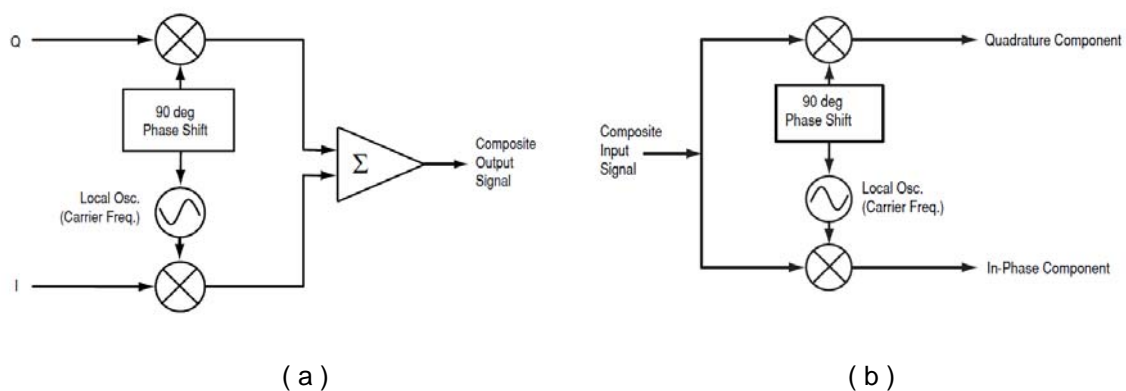 Q
90 deg
Phase Shift
Local Osc.
(Carrier Freq.)
I
Σ
Composite
Output
Signal
( a )
Composite
Input
Signal
90 deg
Phase Shift
Local Osc.
(Carrier Freq.)
Quadrature Component
In-Phase Component
( b )